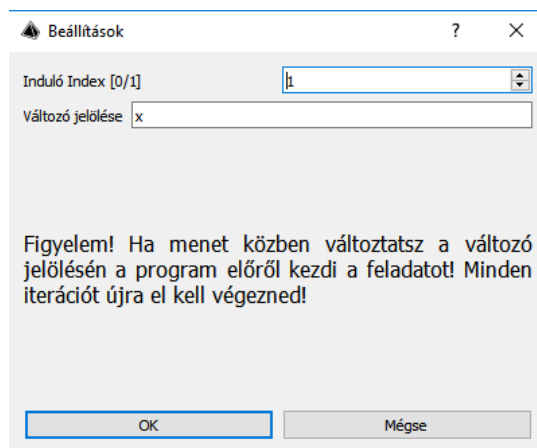 Beállítások ?
Induló Index [0/1] 1
Változó jelölése x
Figyelem! Ha menet közben változtatsz a változó
jelölésén a program előről kezdi a feladatot! Minden
iterációt újra el kell végezned!
OK Mégse